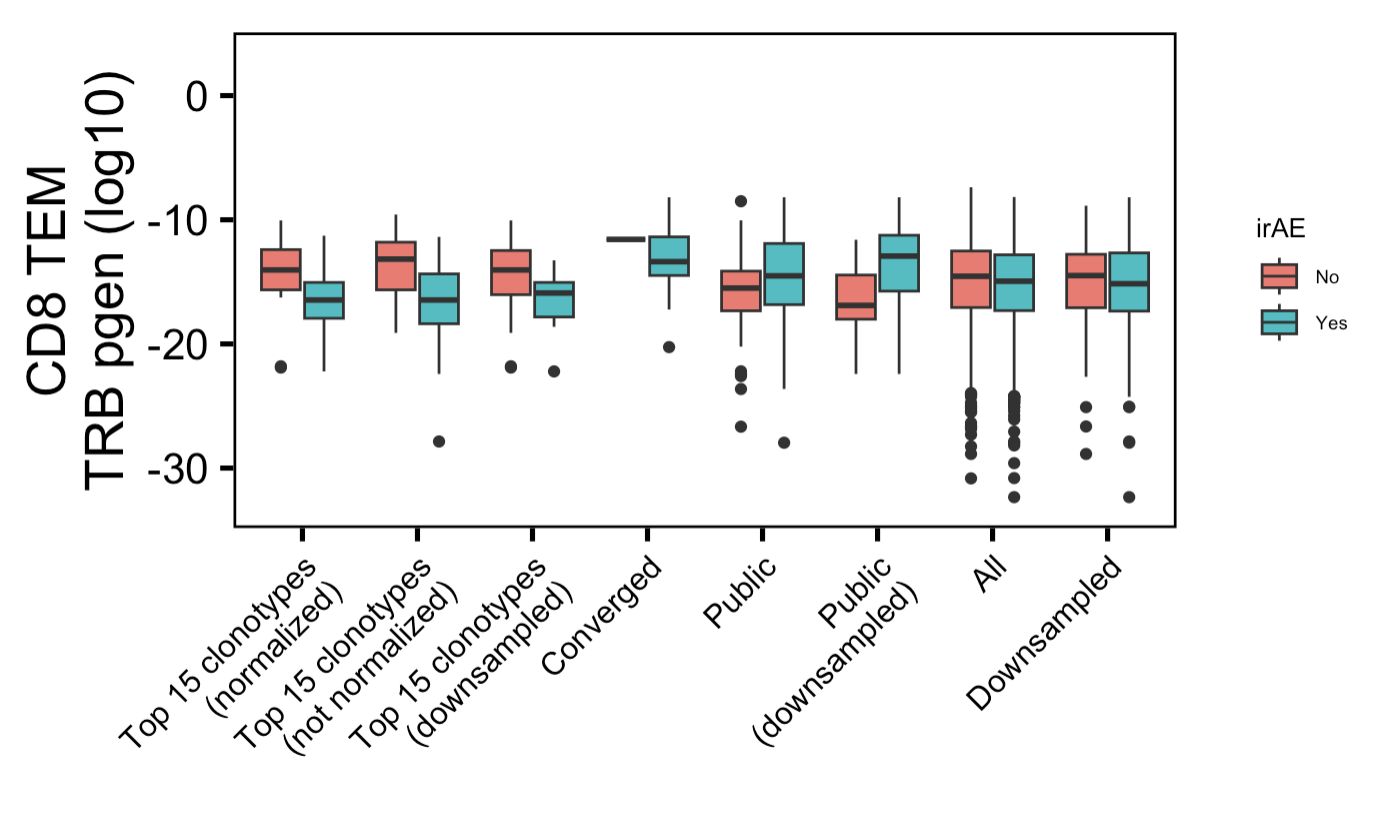 CD8 TEM
TRB pgen (log10)
0
-10
-20
-30
Top 15 clonotypes
(normalized)
Top 15 clonotypes
(not normalized)
Top 15 clonotypes
(downsampled)
Converged
Public
Public
(downsampled)
All
Downsampled
irAE
No
Yes